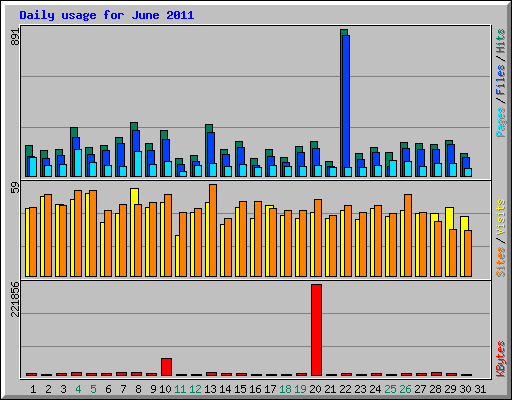 Daily usage for June 2011
891
Pages / Files / Hits
59
Sites / Visits
221856
KBytes
1 2 3 4 5 6 7 8 9 10 11 12 13 14 15 16 17 18 19 20 21 22 23 24 25 26 27 28 29 30 31